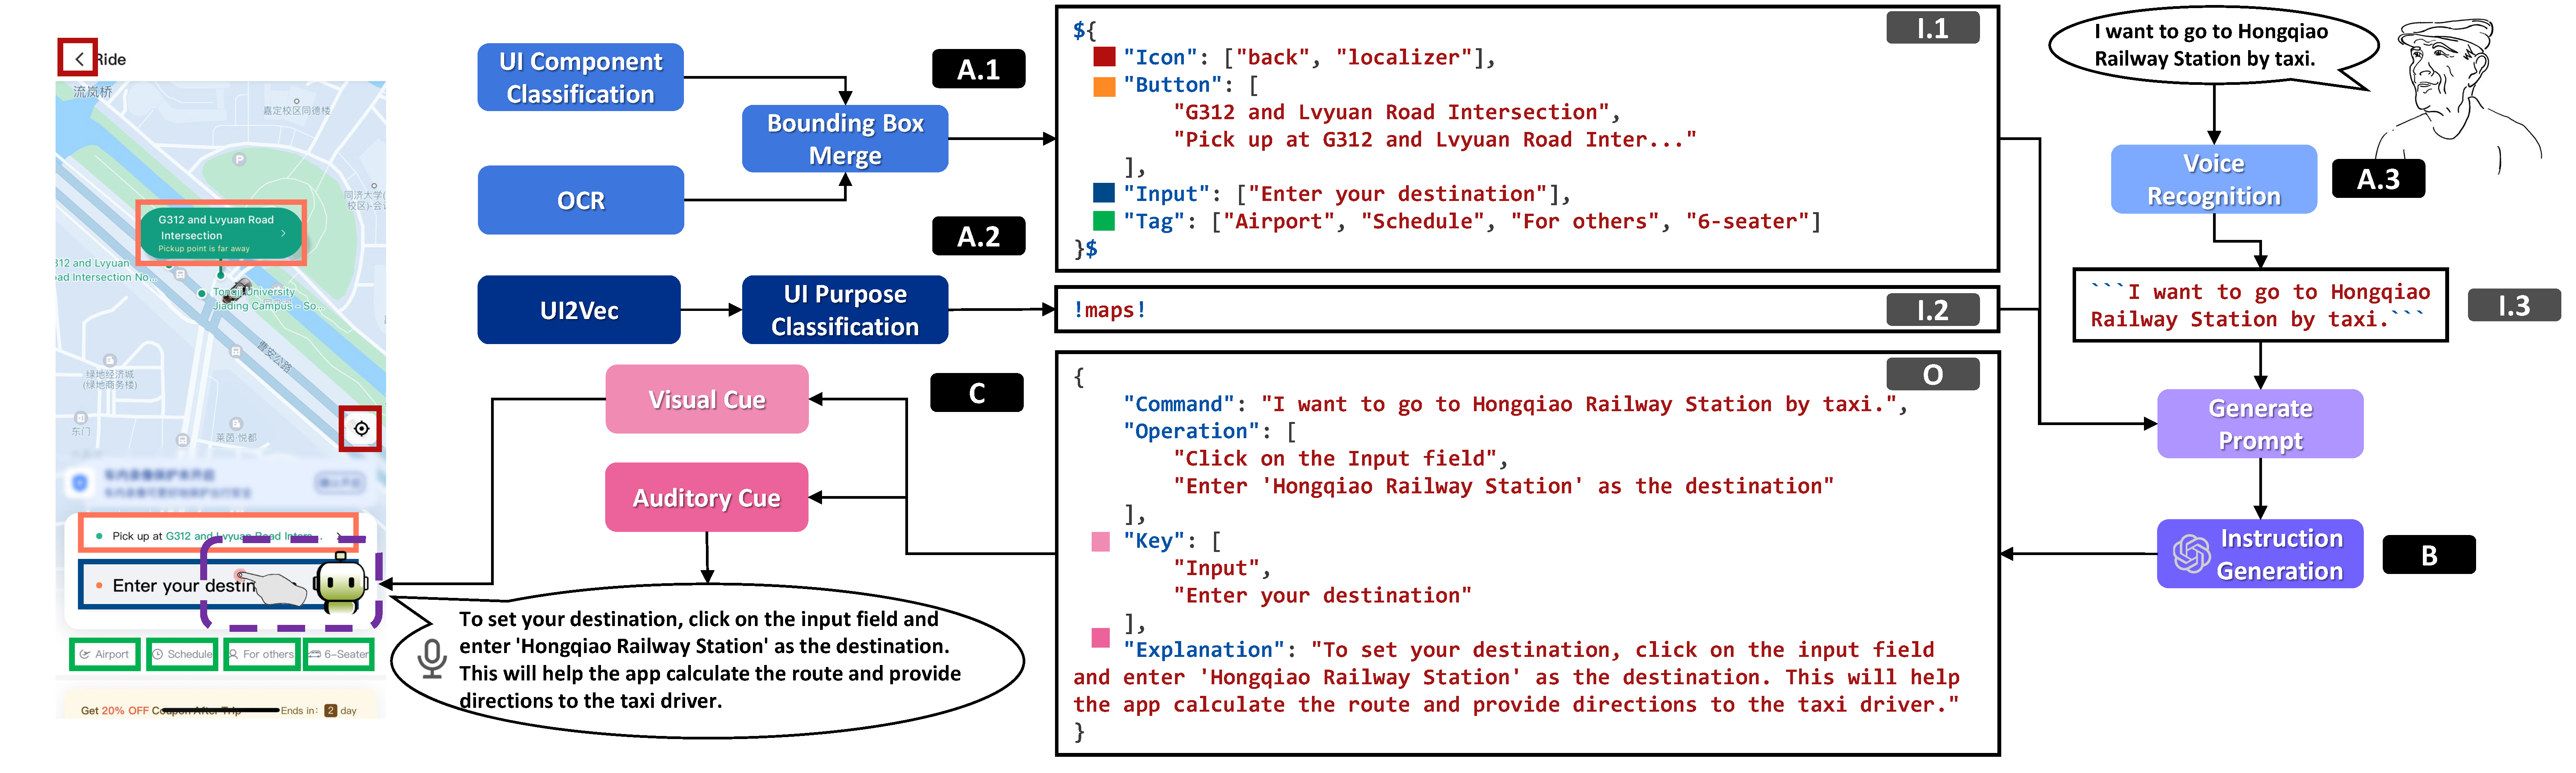 Ride
流岚桥
嘉定校区同德楼
P
同济大学(
校区)-会计
G312 and Lvyuan Road
Intersection
Pickup point is far away
312 and Lvyuan
oad Intersection No...
Tongji University
Jiading Campus - So...
曹安公路
绿地经济城
(绿地商务楼)
东门
莱茵·悦都
Pick up at G312 and Lvyuan Road Inters...
Enter your destin
Airport
Schedule
For others
6-Seater
Get 20% OFF Coupon After Trip
Ends in: 2 day
UI Component
Classification
OCR
Bounding Box
Merge
A.1
A.2
UI2Vec
UI Purpose
Classification
Visual Cue
Auditory Cue
C
To set your destination, click on the input field and
enter 'Hongqiao Railway Station' as the destination.
This will help the app calculate the route and provide
directions to the taxi driver.
I.1
${
"Icon": ["back", "localizer"],
"Button": [
"G312 and Lvyuan Road Intersection",
"Pick up at G312 and Lvyuan Road Inter..."
],
"Input": ["Enter your destination"],
"Tag": ["Airport", "Schedule", "For others", "6-seater"]
}$
!maps!
I.2
O
{
"Command": "I want to go to Hongqiao Railway Station by taxi.",
"Operation": [
"Click on the Input field",
"Enter 'Hongqiao Railway Station' as the destination"
],
"Key": [
"Input",
"Enter your destination"
],
"Explanation": "To set your destination, click on the input field
and enter 'Hongqiao Railway Station' as the destination. This will help
the app calculate the route and provide directions to the taxi driver."
}
I want to go to Hongqiao
Railway Station by taxi.
Voice
Recognition
A.3
```I want to go to Hongqiao
Railway Station by taxi.```
I.3
Generate
Prompt
Instruction
Generation
B